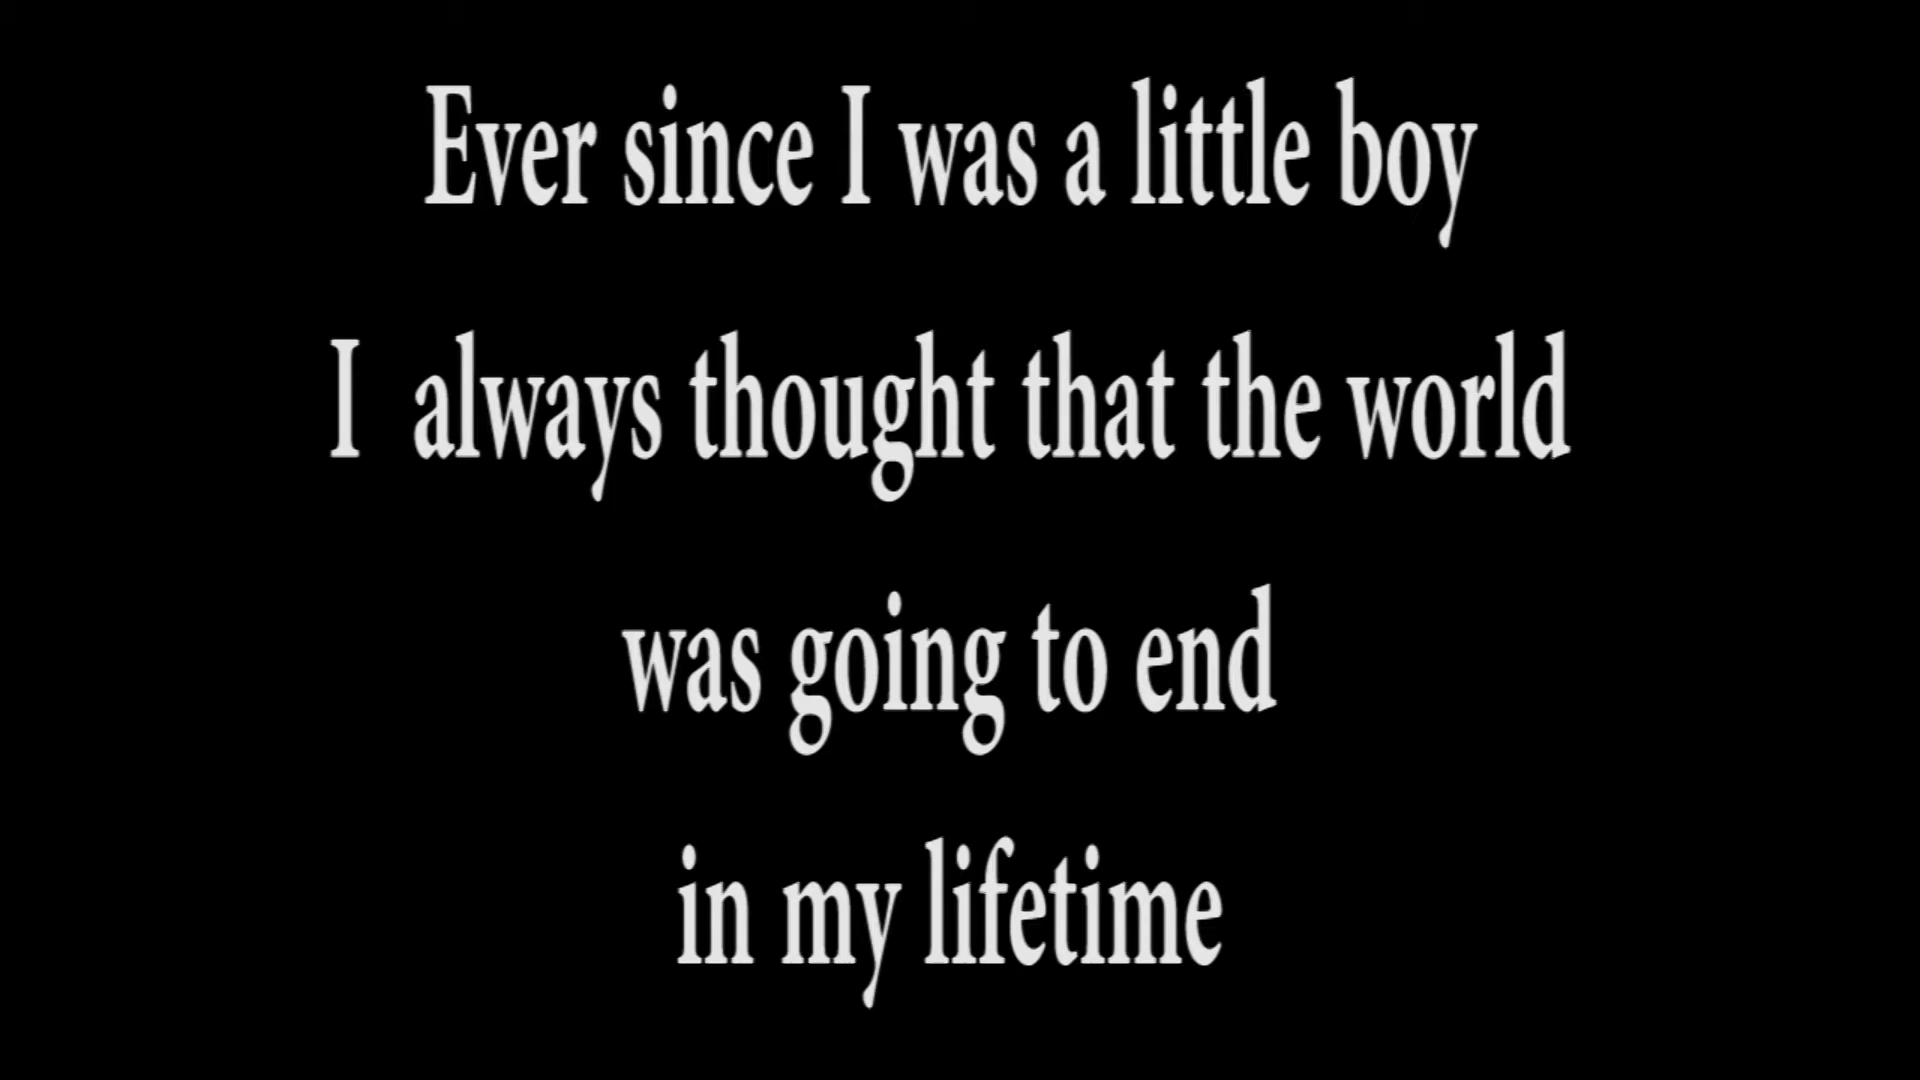 Ever since I was a little boy
I  always thought that the world
was going to end
in my lifetime